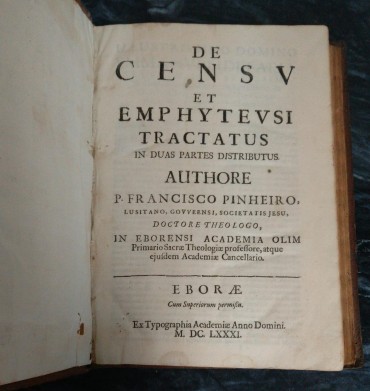 DE
CENSV
ET
EMPHYTEVSI
TRACTATUS
IN DUAS PARTES DISTRIBUTUS.
AUTHORE
P. FRANCISCO PINHEIRO,
LUSITANO, GOVVEENSI, SOCIETATIS JESU,
DOCTORE THEOLOGO,
IN EBORENSI ACADEMIA OLIM
Primario Sacræ Theologiæ professore, atque
ejusdem Academiæ Cancellario.
EBORÆ
Cum Superiorum permissu.
Ex Typographia Academiæ Anno Domini.
M. DC. LXXXI.